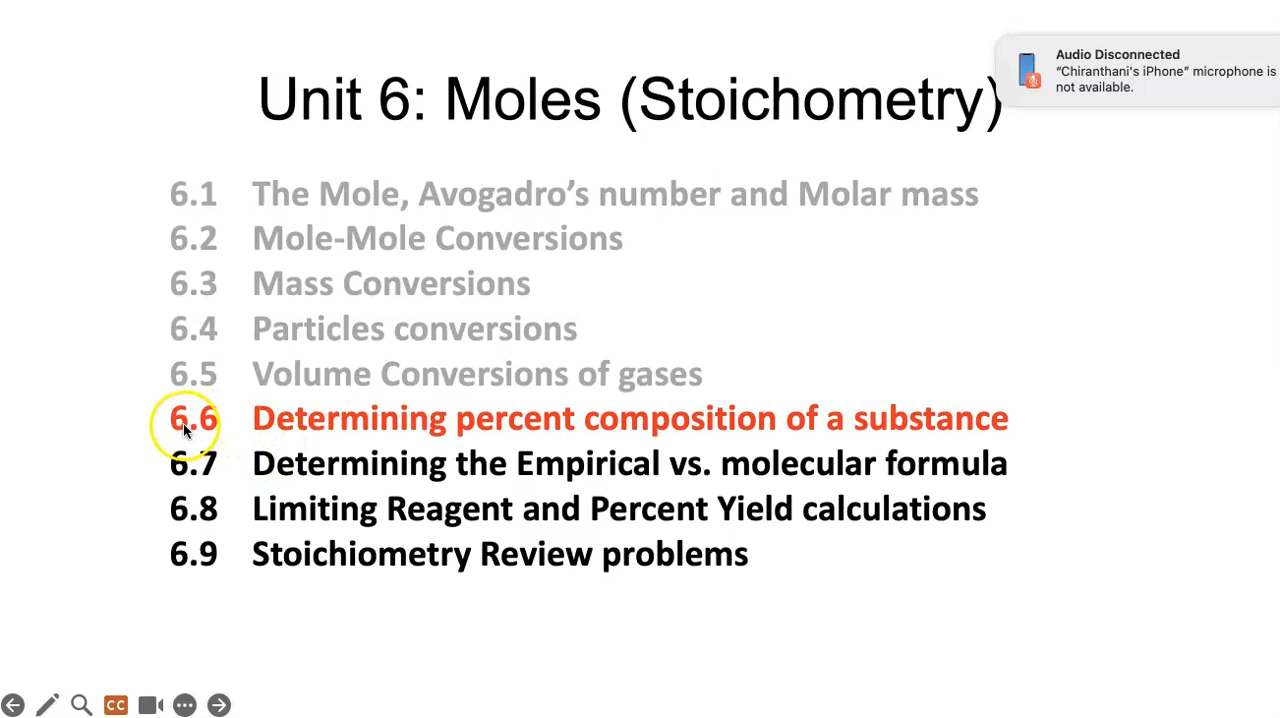 Unit 6: Moles (Stoichometry)
Audio Disconnected
“Chiranthani's iPhone” microphone is
not available.
6.1 The Mole, Avogadro’s number and Molar mass
6.2 Mole-Mole Conversions
6.3 Mass Conversions
6.4 Particles conversions
6.5 Volume Conversions of gases
6.6 Determining percent composition of a substance
6.7 Determining the Empirical vs. molecular formula
6.8 Limiting Reagent and Percent Yield calculations
6.9 Stoichiometry Review problems
CC